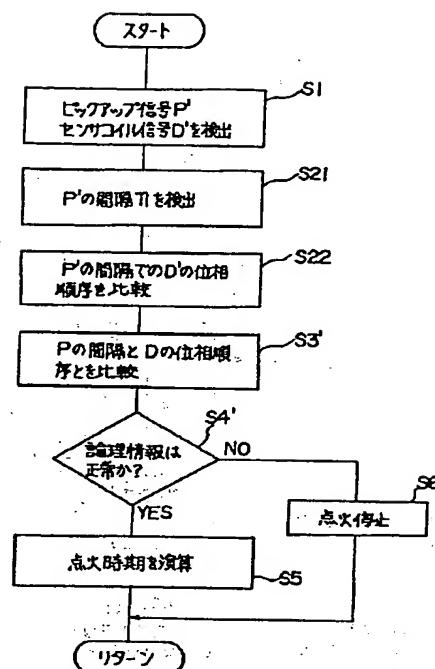 スタート
S1
ピックアップ信号P'
センサコイル信号D'を検出
S21
P'の間隔Tiを検出
S22
P'の間隔でのD'の位相
順序を比較
S3'
Pの間隔とDの位相順
序とを比較
S4'
論理情報は
正常か?
NO
YES
S6
点火停止
点火時期を演算
S5
リターン